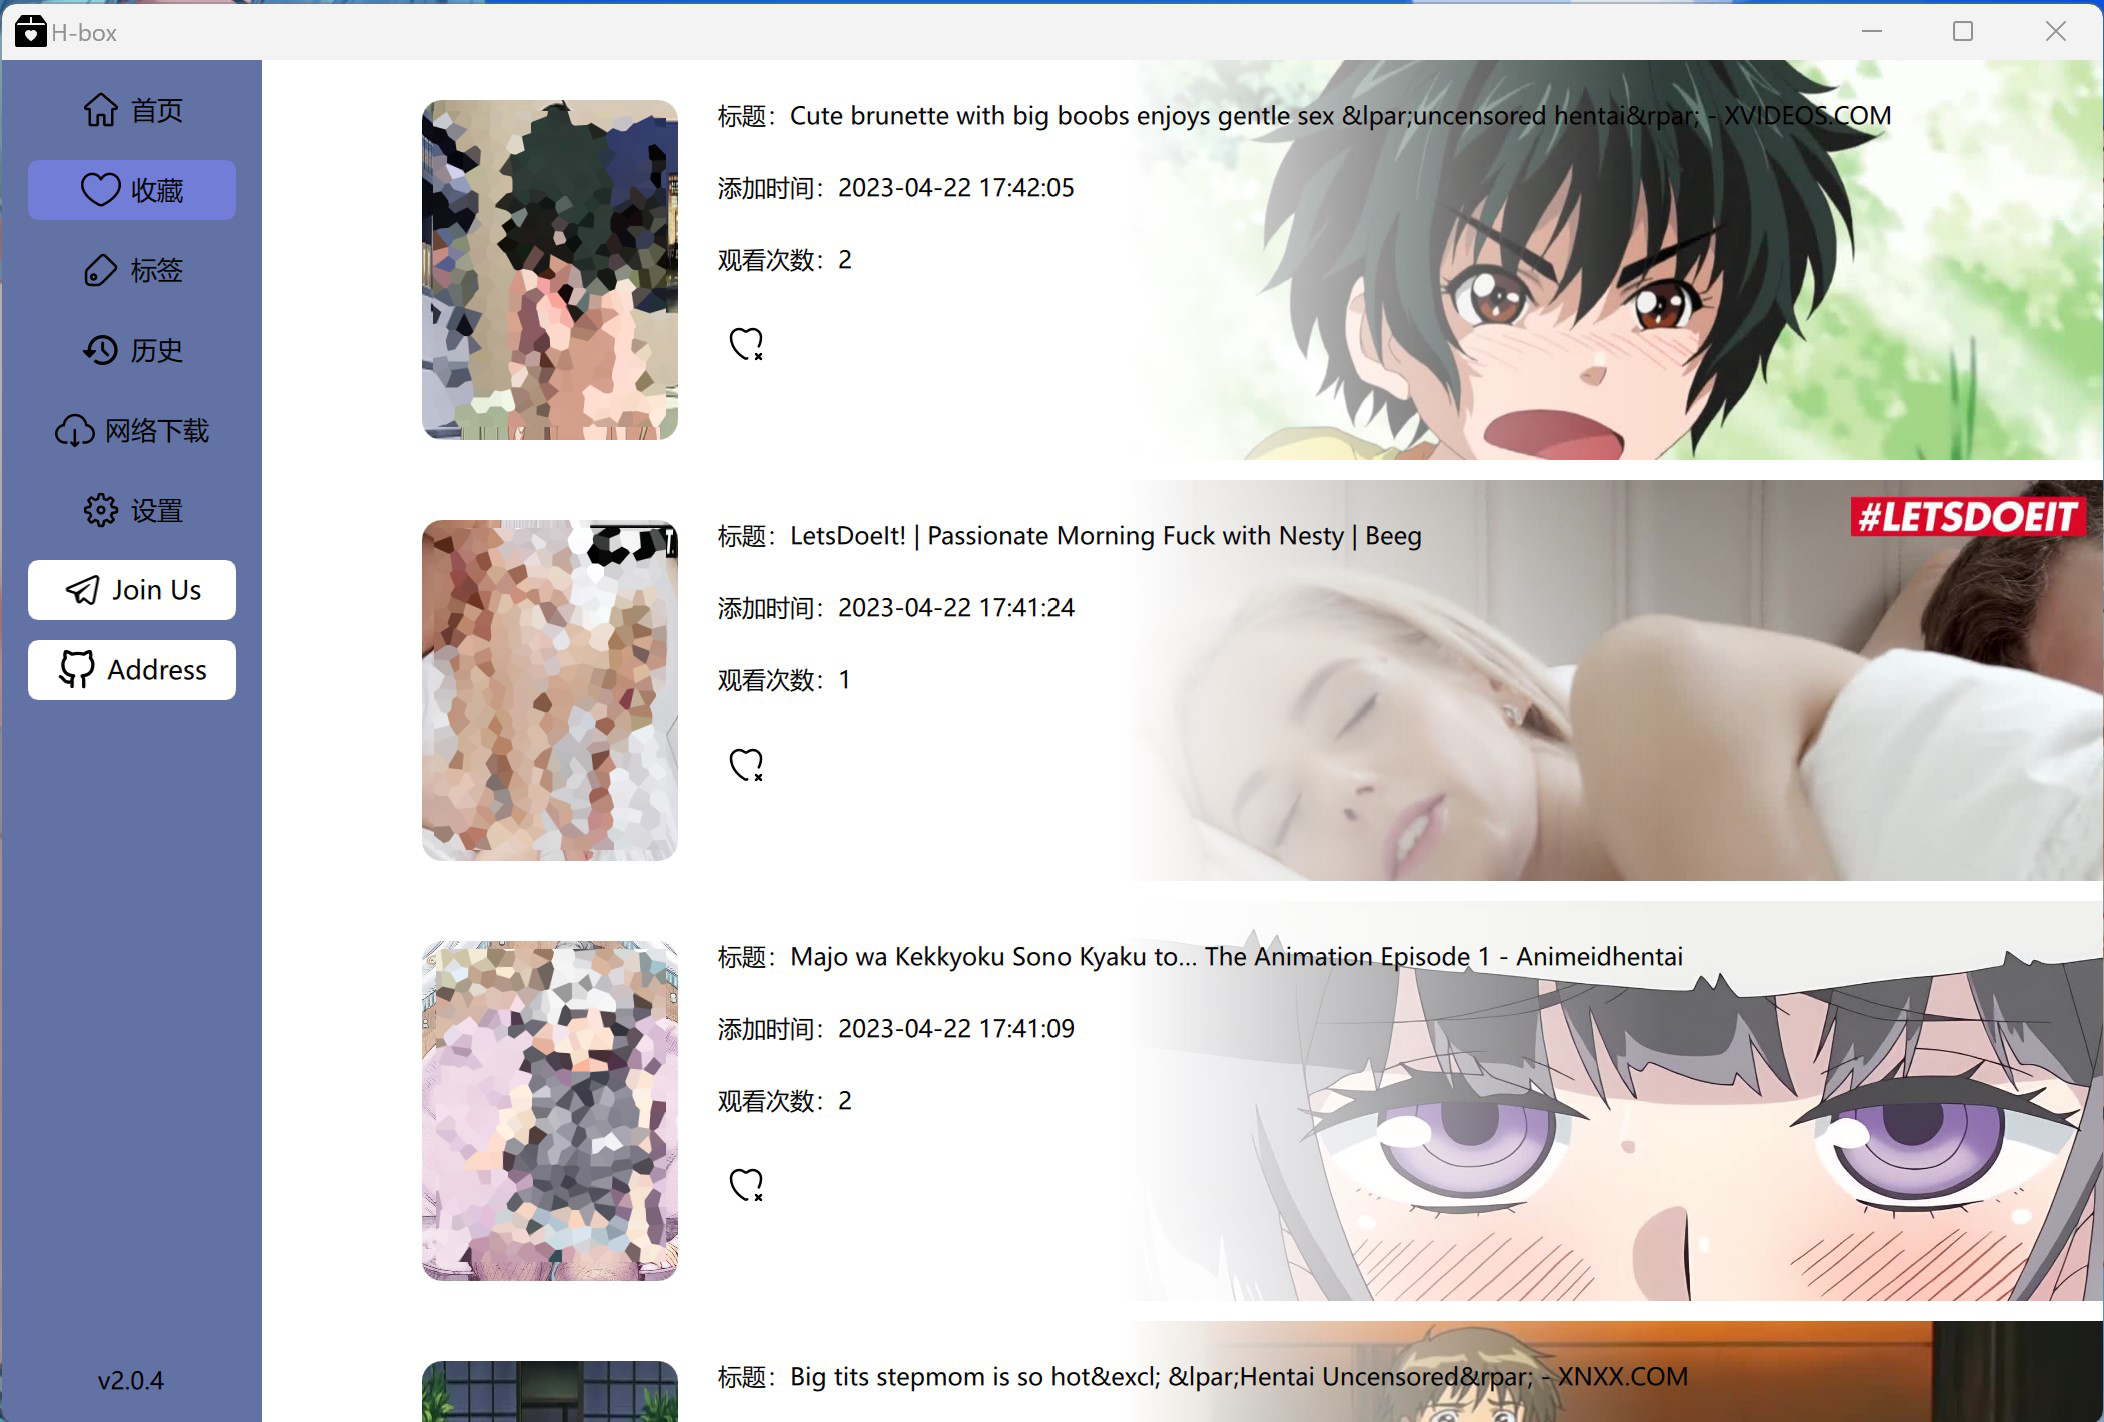 H-box
首页
收藏
标签
历史
网络下载
设置
Join Us
Address
v2.0.4
标题：Cute brunette with big boobs enjoys gentle sex &lpar;uncensored hentai&rpar; - XVIDEOS.COM
添加时间：2023-04-22 17:42:05
观看次数：2
标题：LetsDoeIt! | Passionate Morning Fuck with Nesty | Beeg
添加时间：2023-04-22 17:41:24
观看次数：1
#LETSDOEIT
标题：Majo wa Kekkyoku Sono Kyaku to... The Animation Episode 1 - Animeidhentai
添加时间：2023-04-22 17:41:09
观看次数：2
标题：Big tits stepmom is so hot&excl; &lpar;Hentai Uncensored&rpar; - XNXX.COM